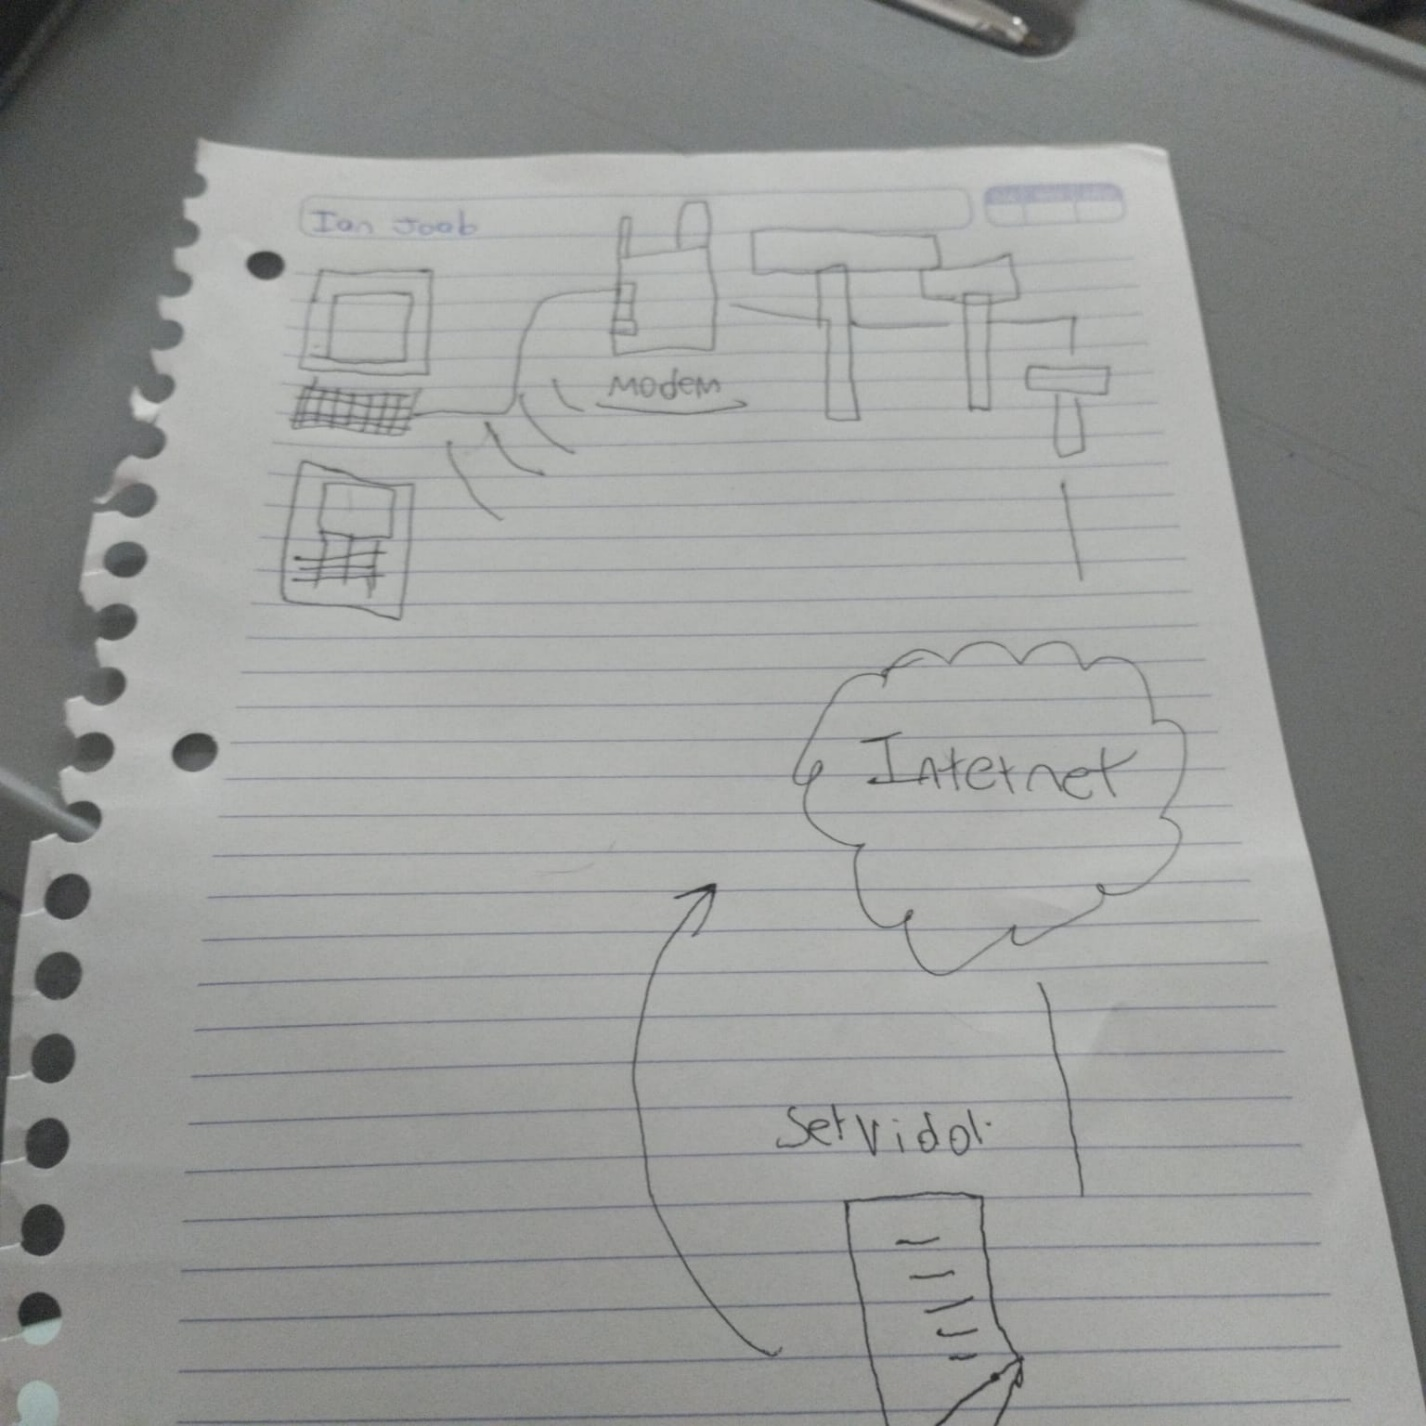 Ian Joab
Modem
Internet
Servidor